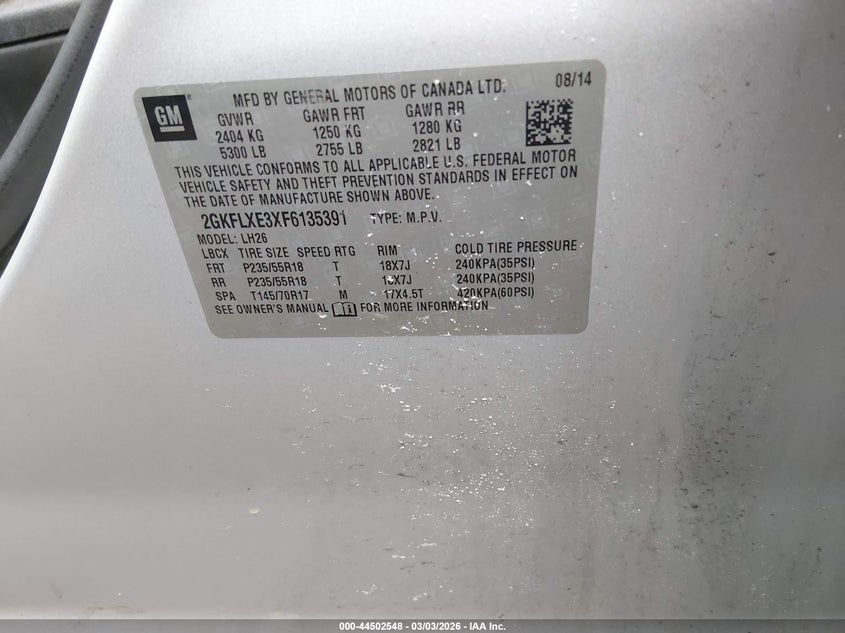 GM ®
MFD BY GENERAL MOTORS OF CANADA LTD. 08/14
GVWR GAWR FRT GAWR RR
2404 KG 1250 KG 1280 KG
5300 LB 2755 LB 2821 LB
THIS VEHICLE CONFORMS TO ALL APPLICABLE U.S. FEDERAL MOTOR
VEHICLE SAFETY AND THEFT PREVENTION STANDARDS IN EFFECT ON
THE DATE OF MANUFACTURE SHOWN ABOVE.
2GKFLXE3XF6135391 TYPE: M.P.V.
MODEL: LH26
LBCX TIRE SIZE SPEED RTG RIM COLD TIRE PRESSURE
FRT P235/55R18 T 18X7J 240KPA(35PSI)
RR P235/55R18 T 18X7J 240KPA(35PSI)
SPA T145/70R17 M 17X4.5T 420KPA(60PSI)
SEE OWNER'S MANUAL FOR MORE INFORMATION
000-44502548 - 03/03/2026 - IAA Inc.